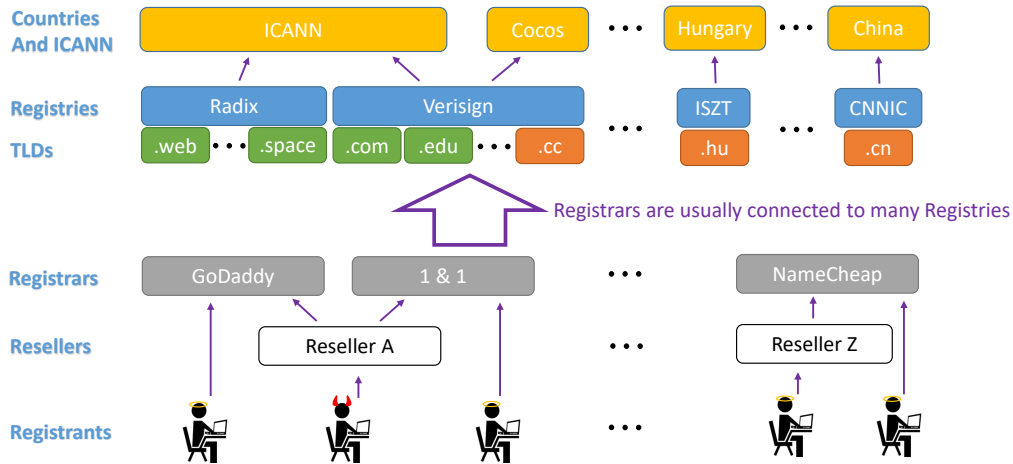 Countries
And ICANN
ICANN
Cocos
• • •
Hungary
• • •
China
Registries
Radix
Verisign
• • •
ISZT
• • •
CNNIC
TLDs
.web
• • •
.space
.com
.edu
• • •
.cc
.hu
.cn
Registrars are usually connected to many Registries
Registrars
GoDaddy
1 & 1
• • •
NameCheap
Resellers
Reseller A
• • •
Reseller Z
Registrants
• • •